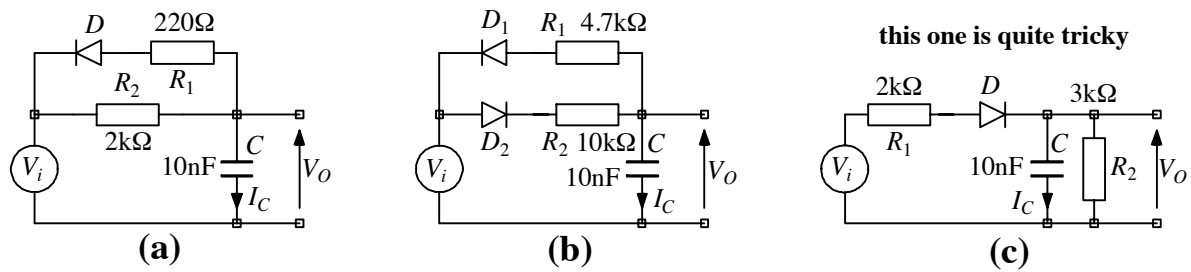 D
220Ω
R1
R2
2kΩ
Vi
C
10nF
IC
VO
(a)
D1
R1
4.7kΩ
D2
R2
10kΩ
Vi
C
10nF
IC
VO
(b)
this one is quite tricky
2kΩ
R1
D
3kΩ
Vi
C
10nF
R2
IC
VO
(c)